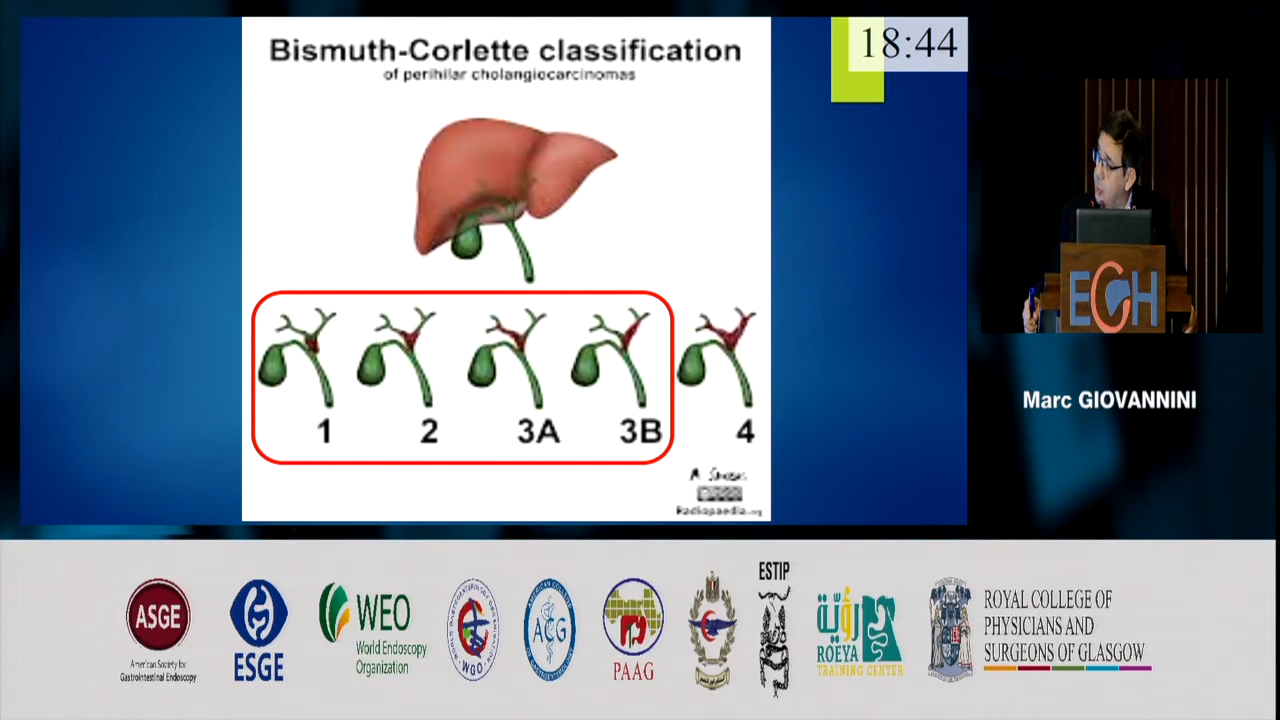 Bismuth-Corlette classification
of perihilar cholangiocarcinomas
18:44
1
2
3A
3B
4
Radiopaedia.org
EGH
Marc GIOVANNINI
ASGE
American Society for
Gastrointestinal Endoscopy
ESGE
WEO
World Endoscopy
Organization
WGO
ACG
PAAG
ESTIP
رؤية
ROEYA
TRAINING CENTER
ROYAL COLLEGE OF
PHYSICIANS AND
SURGEONS OF GLASGOW